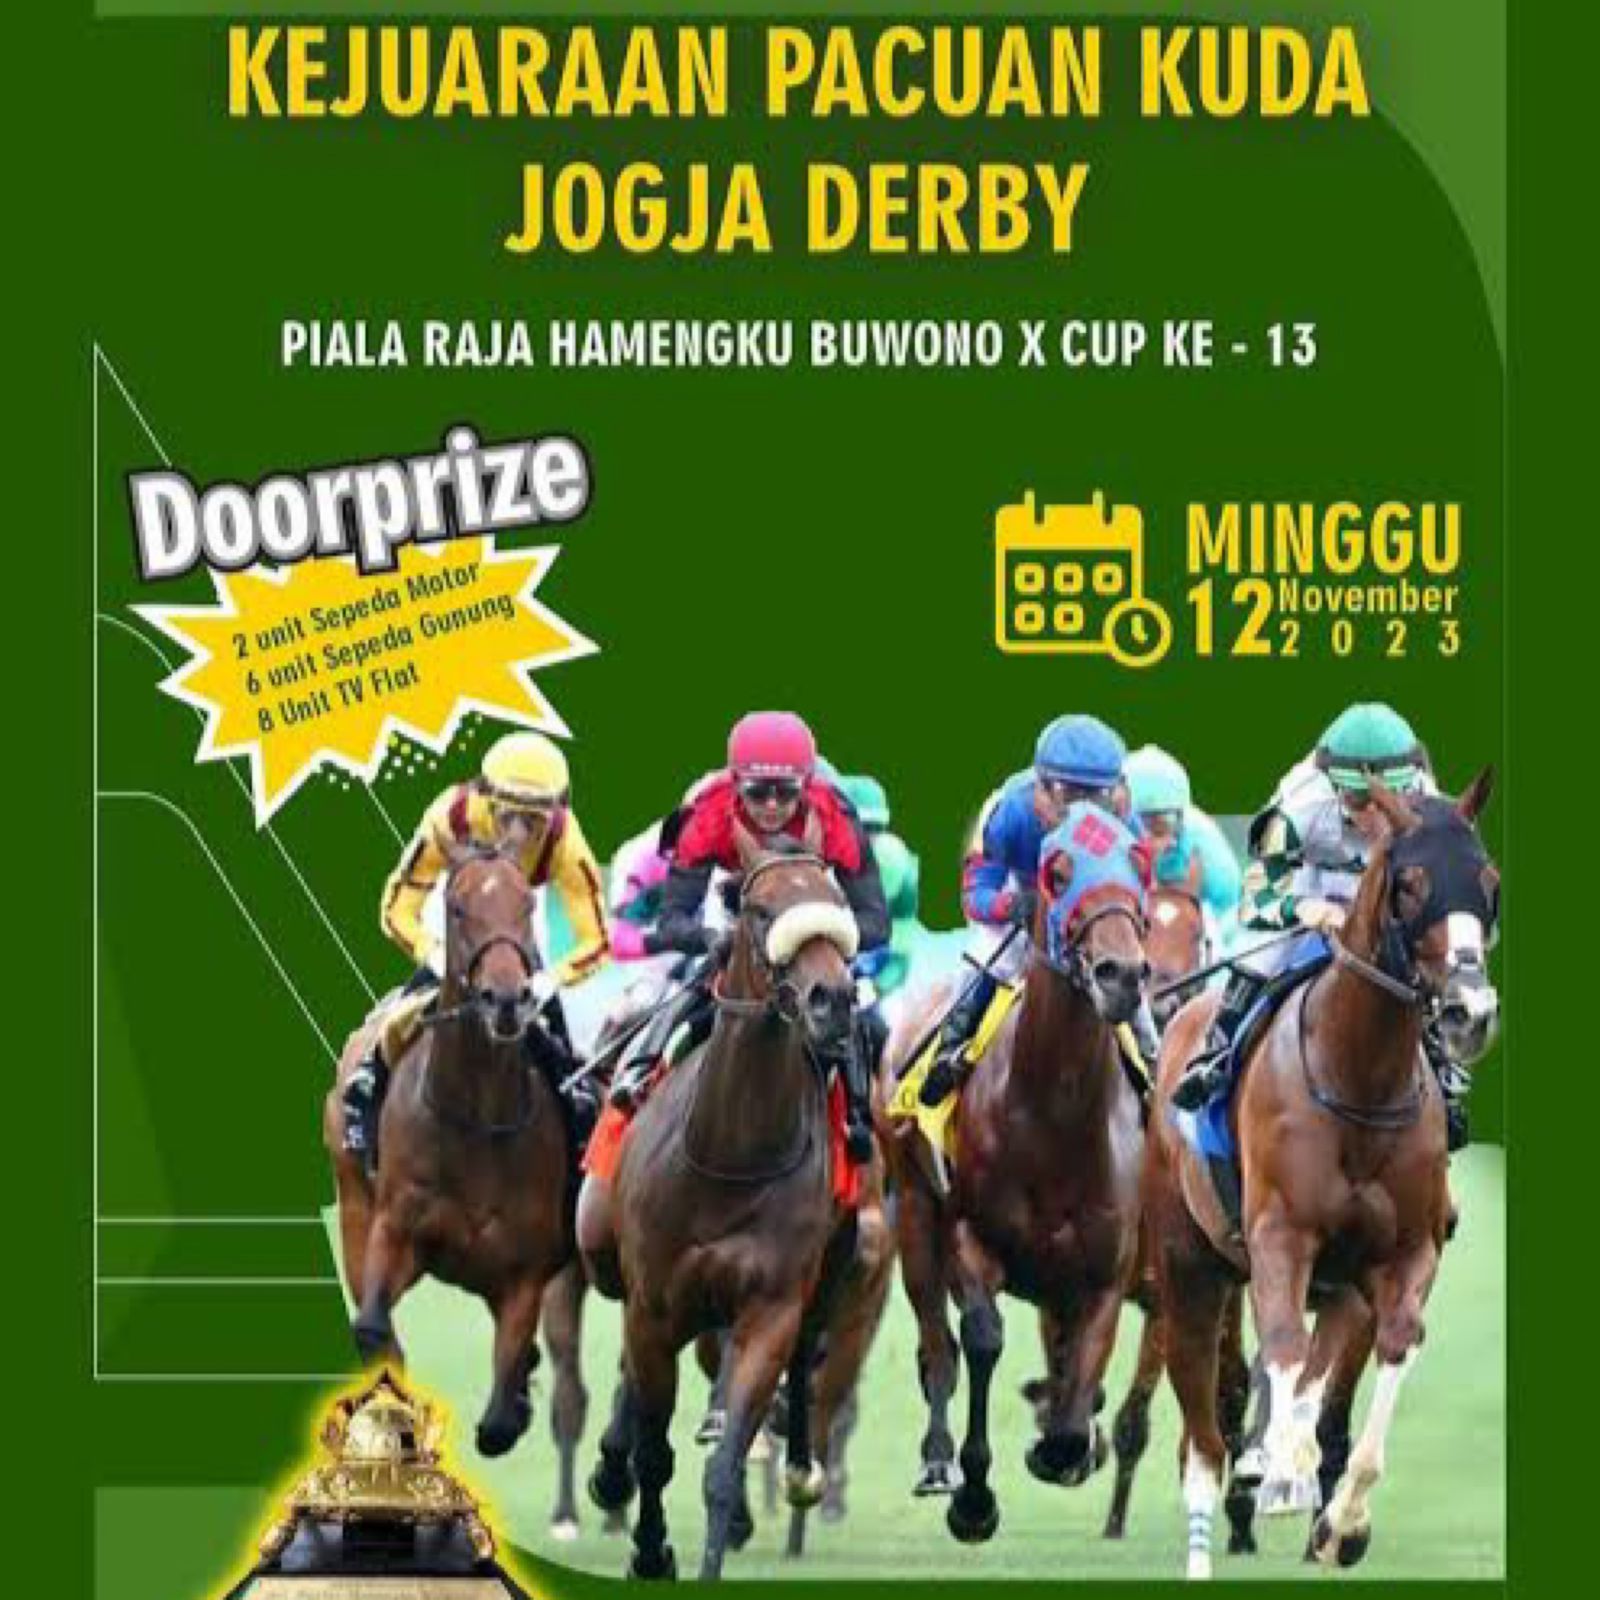 KEJUARAAN PACUAN KUDA
JOGJA DERBY
PIALA RAJA HAMENGKU BUWONO X CUP KE - 13
Doorprize
2 unit Sepeda Motor
6 unit Sepeda Gunung
8 Unit TV Flat
MINGGU
12 November
2023